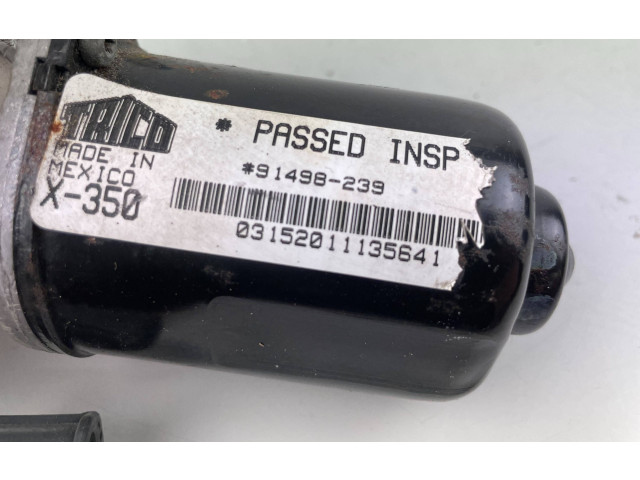 TRICO
MADE IN
MEXICO
X-350
* PASSED INSP
*91498-239
03152011135641